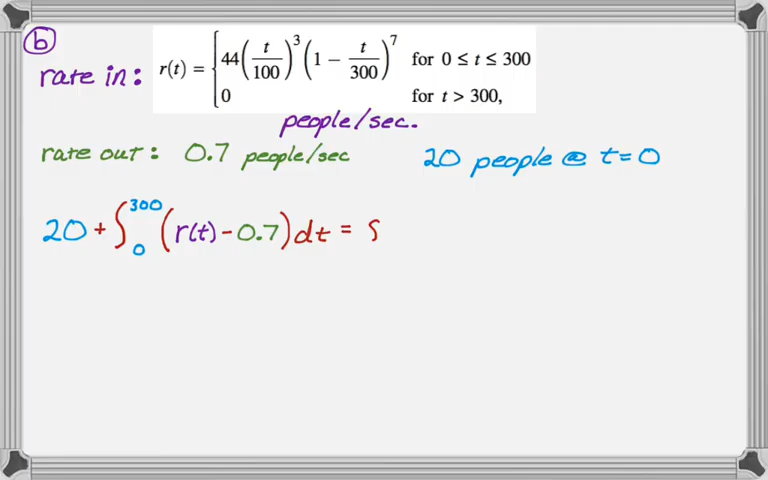 b
rate in: r(t) = { 44(t/100)^3 (1 − t/300)^7 for 0 ≤ t ≤ 300
0 for t > 300,
people/sec.
rate out: 0.7 people/sec 20 people @ t=0
20 + ∫_0^300 (r(t) − 0.7) dt = S